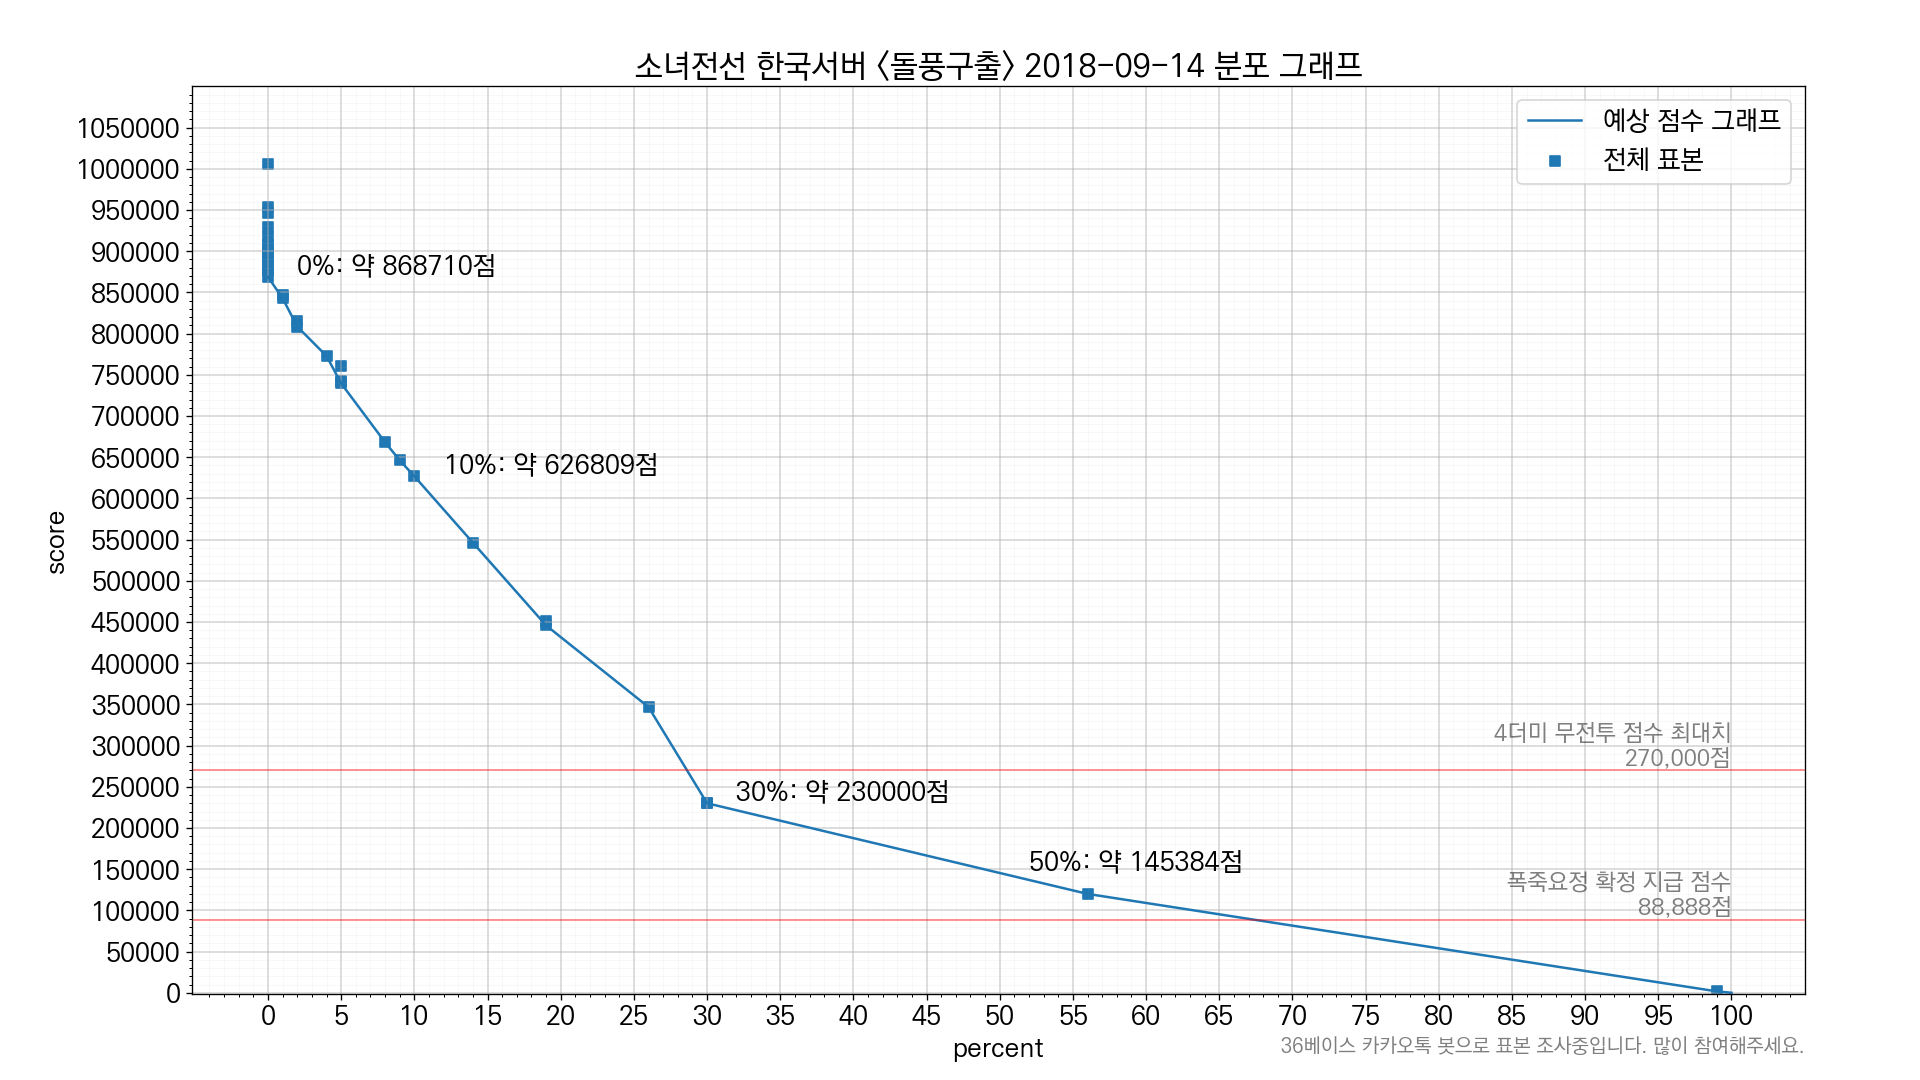 소녀전선 한국서버 〈돌풍구출〉 2018-09-14 분포 그래프
예상 점수 그래프
전체 표본
1050000
1000000
950000
900000
850000
800000
750000
700000
650000
600000
550000
500000
450000
400000
350000
300000
250000
200000
150000
100000
50000
0
score
0%: 약 868710점
10%: 약 626809점
30%: 약 230000점
50%: 약 145384점
4더미 무전투 점수 최대치
270,000점
폭죽요정 확정 지급 점수
88,888점
0 5 10 15 20 25 30 35 40 45 50 55 60 65 70 75 80 85 90 95 100
percent
36베이스 카카오톡 봇으로 표본 조사중입니다. 많이 참여해주세요.